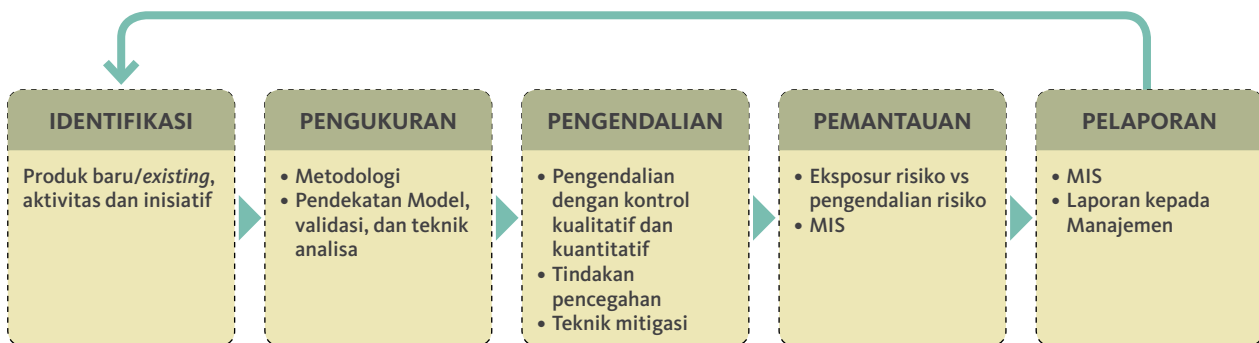 IDENTIFIKASI
Produk baru/existing,
aktivitas dan inisiatif
PENGUKURAN
• Metodologi
• Pendekatan Model,
validasi, dan teknik
analisa
PENGENDALIAN
• Pengendalian
dengan kontrol
kualitatif dan
kuantitatif
• Tindakan
pencegahan
• Teknik mitigasi
PEMANTAUAN
• Eksposur risiko vs
pengendalian risiko
• MIS
PELAPORAN
• MIS
• Laporan kepada
Manajemen